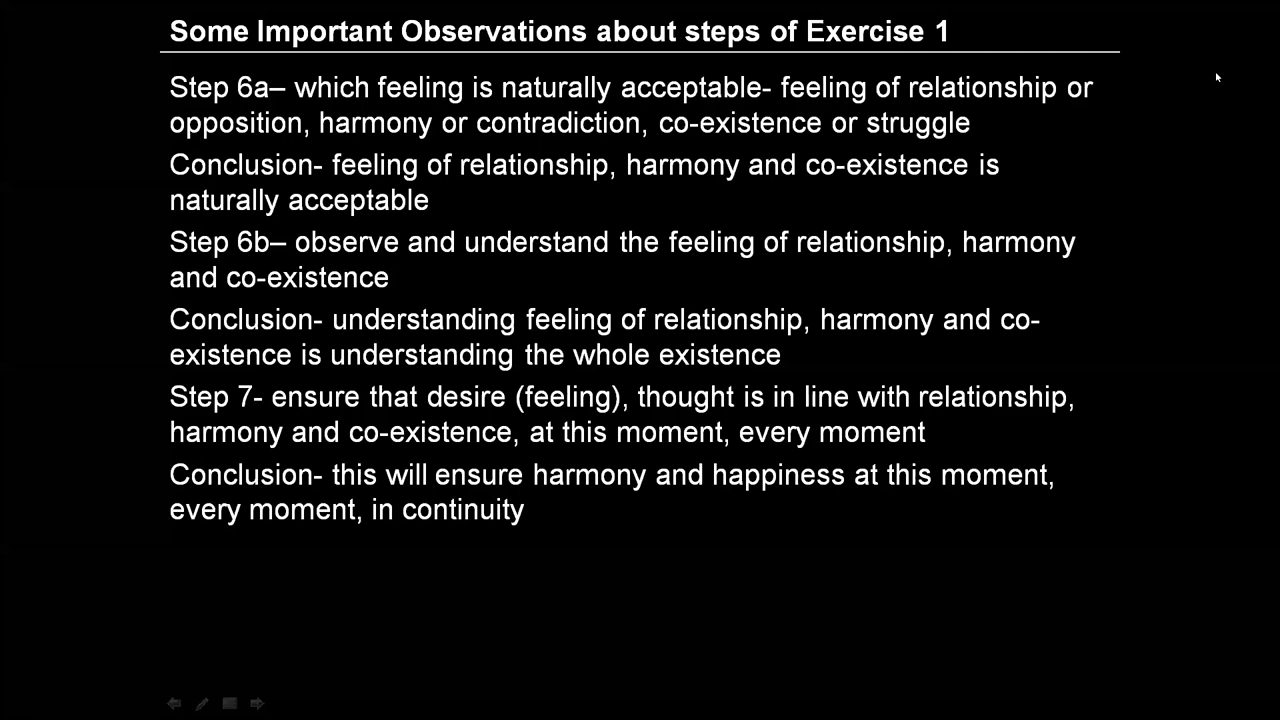 Some Important Observations about steps of Exercise 1
Step 6a– which feeling is naturally acceptable- feeling of relationship or
opposition, harmony or contradiction, co-existence or struggle
Conclusion- feeling of relationship, harmony and co-existence is
naturally acceptable
Step 6b– observe and understand the feeling of relationship, harmony
and co-existence
Conclusion- understanding feeling of relationship, harmony and co-
existence is understanding the whole existence
Step 7- ensure that desire (feeling), thought is in line with relationship,
harmony and co-existence, at this moment, every moment
Conclusion- this will ensure harmony and happiness at this moment,
every moment, in continuity